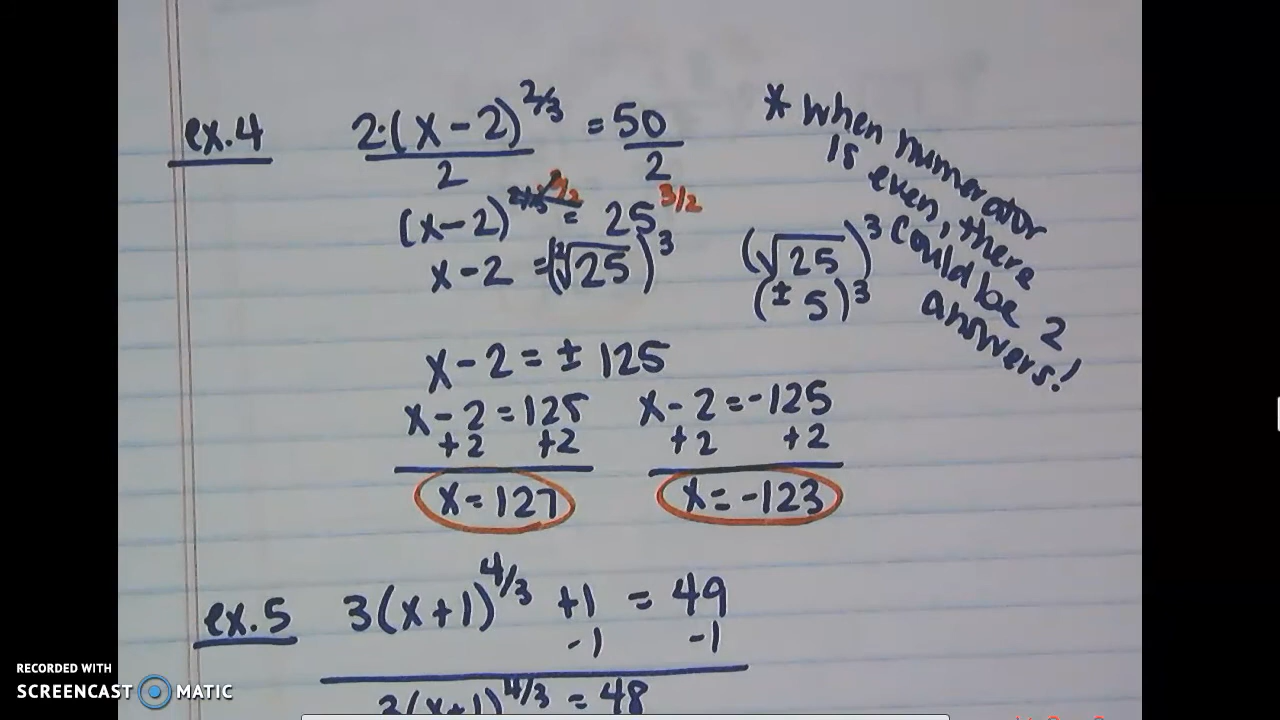 ex.4
2·(x-2)^2/3 = 50
2 2
(x-2) = 25^3/2
x-2 = (²√25)^3
(√25)^3
(± 5)^3
* When numerator
is even, there
could be 2
answers!
x-2 = ± 125
x-2 = 125 x-2 = -125
+2 +2 +2 +2
x = 127 x = -123
ex.5 3(x+1)^4/3 +1 = 49
-1 -1
3(x+1)^4/3 = 48
RECORDED WITH
SCREENCAST MATIC